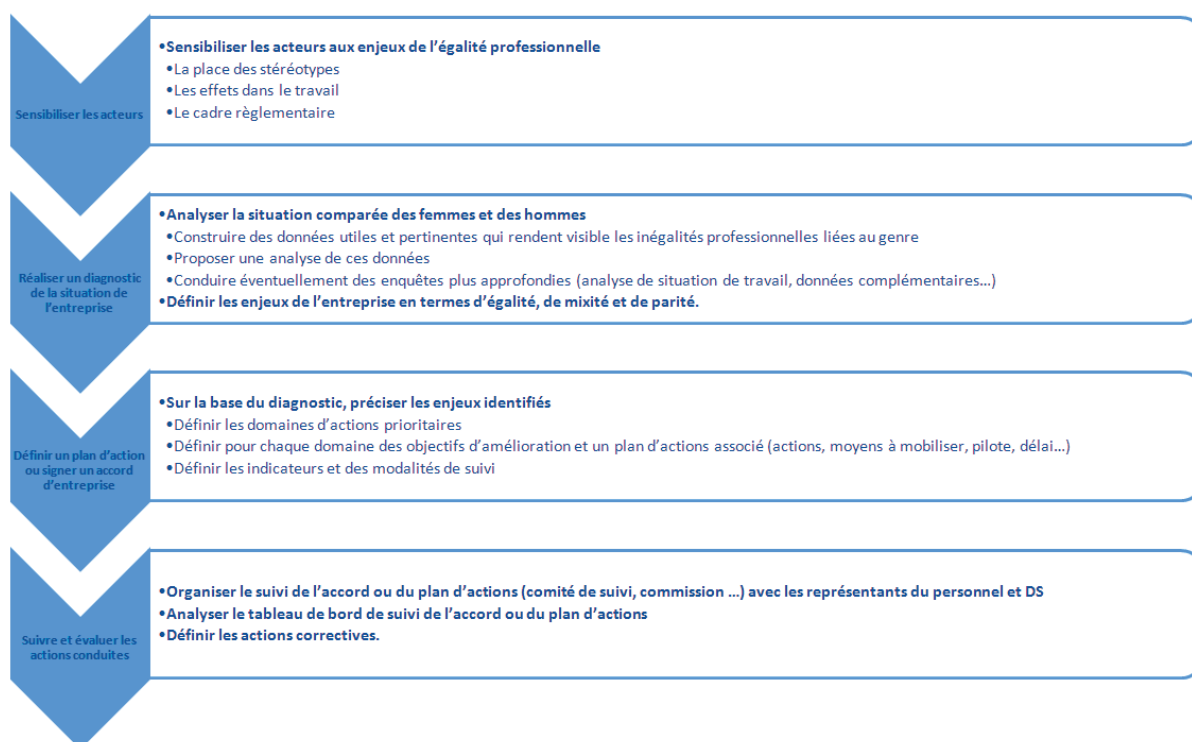 Sensibiliser les acteurs
•Sensibiliser les acteurs aux enjeux de l’égalité professionnelle
•La place des stéréotypes
•Les effets dans le travail
•Le cadre règlementaire
Réaliser un diagnostic
de la situation de
l’entreprise
•Analyser la situation comparée des femmes et des hommes
•Construire des données utiles et pertinentes qui rendent visible les inégalités professionnelles liées au genre
•Proposer une analyse de ces données
•Conduire éventuellement des enquêtes plus approfondies (analyse de situation de travail, données complémentaires…)
•Définir les enjeux de l’entreprise en termes d’égalité, de mixité et de parité.
Définir un plan d’action
ou signer un accord
d’entreprise
•Sur la base du diagnostic, préciser les enjeux identifiés
•Définir les domaines d’actions prioritaires
•Définir pour chaque domaine des objectifs d’amélioration et un plan d’actions associé (actions, moyens à mobiliser, pilote, délai…)
•Définir les indicateurs et des modalités de suivi
Suivre et évaluer les
actions conduites
•Organiser le suivi de l’accord ou du plan d’actions (comité de suivi, commission …) avec les représentants du personnel et DS
•Analyser le tableau de bord de suivi de l’accord ou du plan d’actions
•Définir les actions correctives.